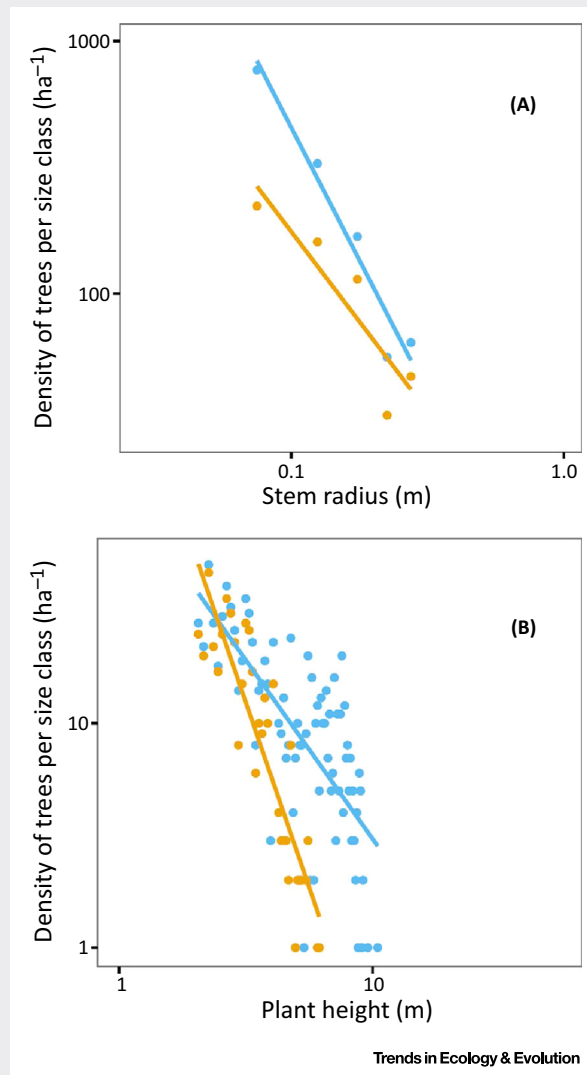 1000
(A)
100
Density of trees per size class (ha⁻¹)
0.1
1.0
Stem radius (m)
(B)
10
Density of trees per size class (ha⁻¹)
1
1
10
Plant height (m)
Trends in Ecology & Evolution